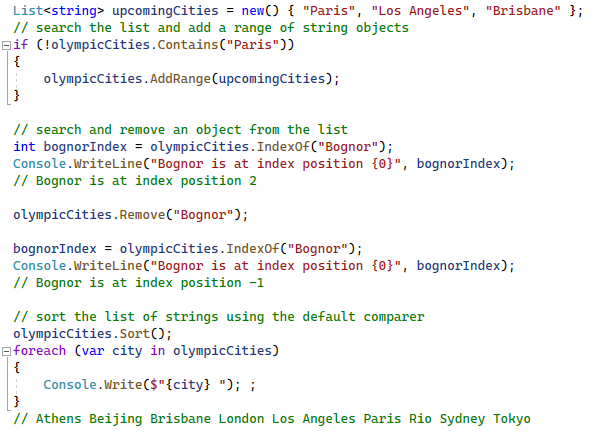 List<string> upcomingCities = new() { "Paris", "Los Angeles", "Brisbane" };
// search the list and add a range of string objects
if (!olympicCities.Contains("Paris"))
{
    olympicCities.AddRange(upcomingCities);
}

// search and remove an object from the list
int bognorIndex = olympicCities.IndexOf("Bognor");
Console.WriteLine("Bognor is at index position {0}", bognorIndex);
// Bognor is at index position 2

olympicCities.Remove("Bognor");

bognorIndex = olympicCities.IndexOf("Bognor");
Console.WriteLine("Bognor is at index position {0}", bognorIndex);
// Bognor is at index position -1

// sort the list of strings using the default comparer
olympicCities.Sort();
foreach (var city in olympicCities)
{
    Console.Write($"{city} "); ;
}
// Athens Beijing Brisbane London Los Angeles Paris Rio Sydney Tokyo